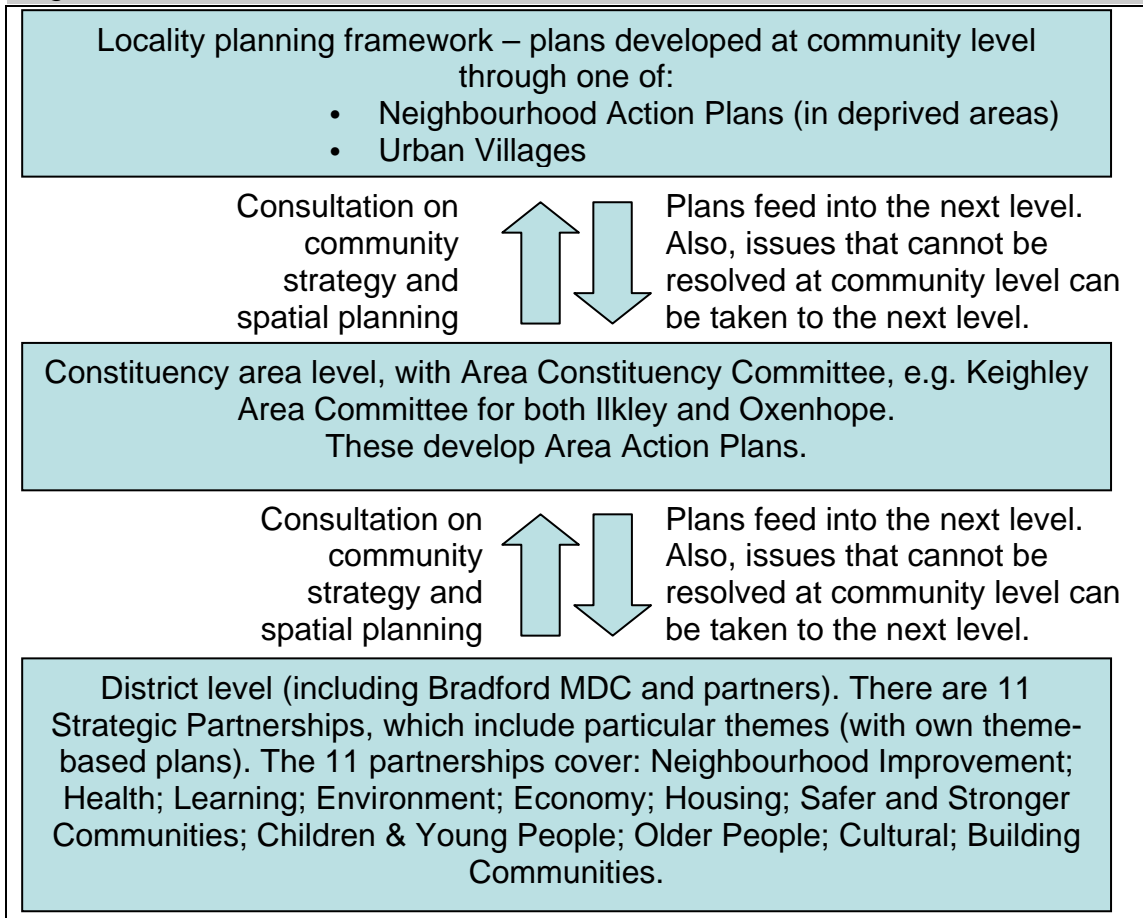 Locality planning framework – plans developed at community level
through one of:
• Neighbourhood Action Plans (in deprived areas)
• Urban Villages
Consultation on
community
strategy and
spatial planning
Plans feed into the next level.
Also, issues that cannot be
resolved at community level can
be taken to the next level.
Constituency area level, with Area Constituency Committee, e.g. Keighley
Area Committee for both Ilkley and Oxenhope.
These develop Area Action Plans.
Consultation on
community
strategy and
spatial planning
Plans feed into the next level.
Also, issues that cannot be
resolved at community level can
be taken to the next level.
District level (including Bradford MDC and partners). There are 11
Strategic Partnerships, which include particular themes (with own theme-
based plans). The 11 partnerships cover: Neighbourhood Improvement;
Health; Learning; Environment; Economy; Housing; Safer and Stronger
Communities; Children & Young People; Older People; Cultural; Building
Communities.